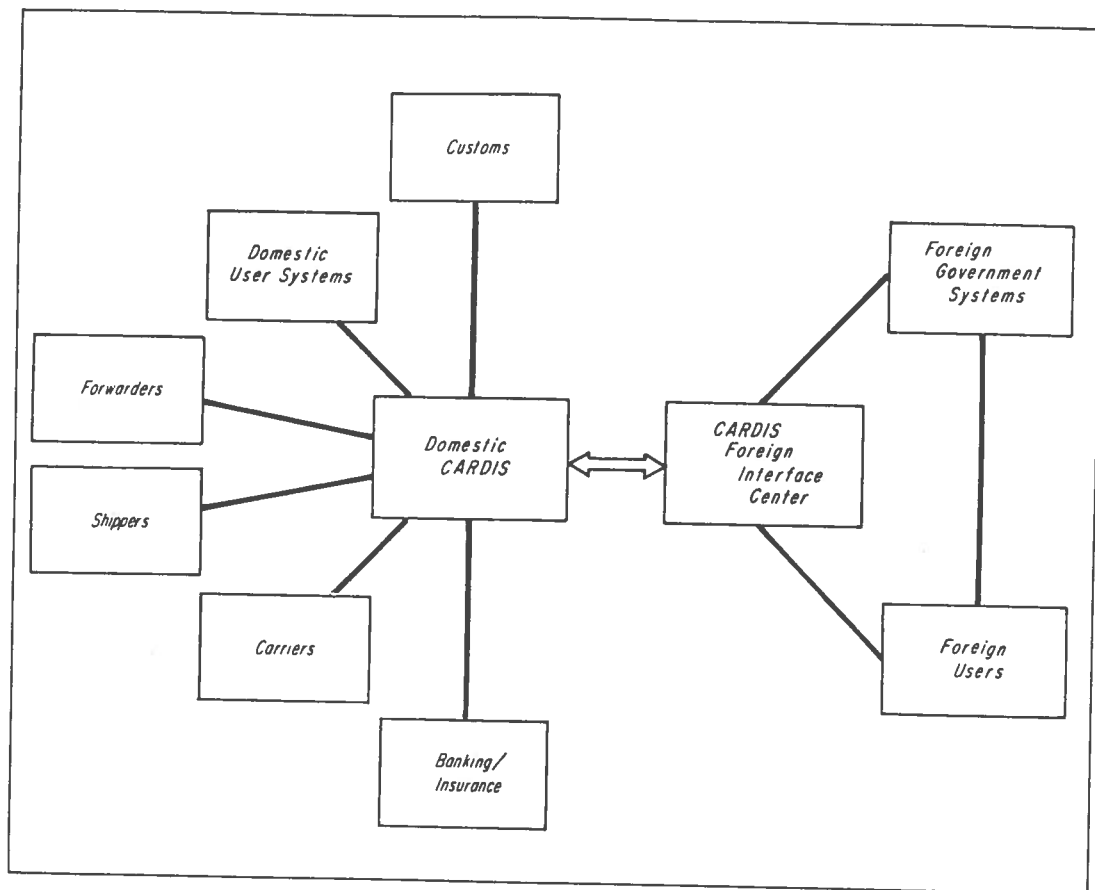 Customs
Domestic
User Systems
Foreign
Government
Systems
Forwarders
Domestic
CARDIS
CARDIS
Foreign
Interface
Center
Shippers
Carriers
Foreign
Users
Banking/
Insurance